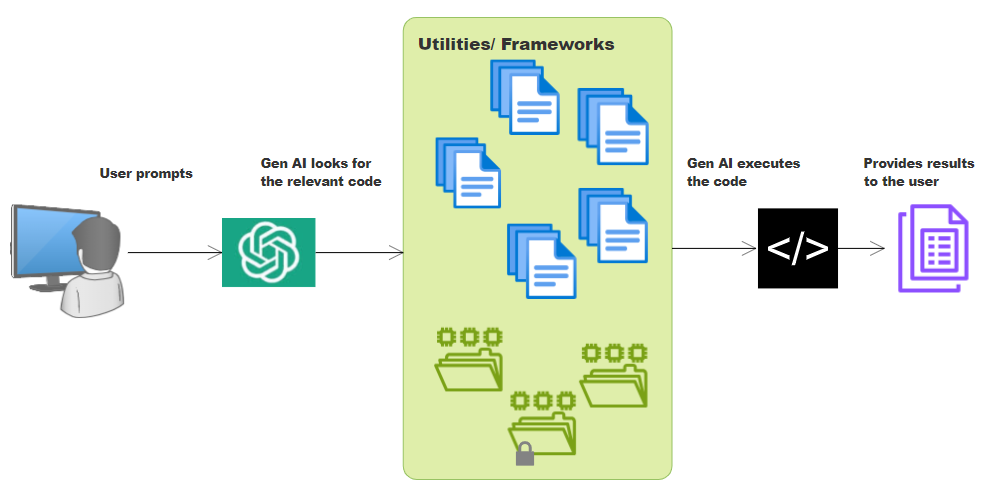 Utilities/ Frameworks
User prompts
Gen AI looks for
the relevant code
Gen AI executes
the code
Provides results
to the user
</>